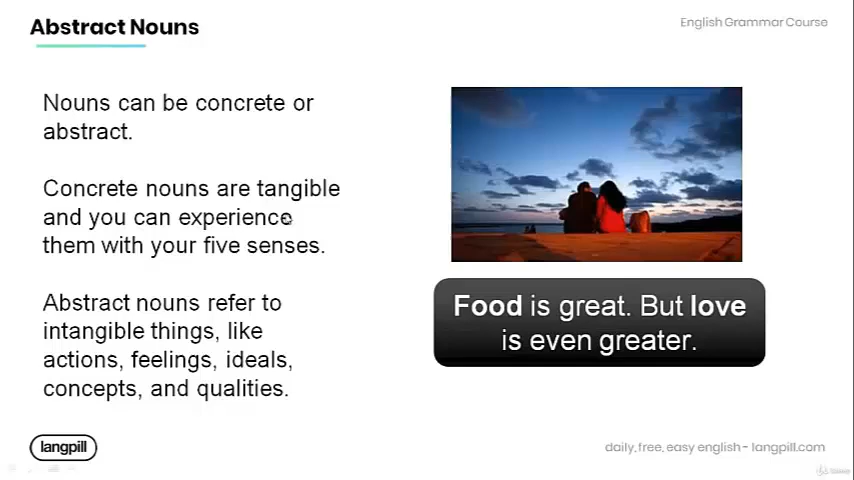 Abstract Nouns
English Grammar Course
Nouns can be concrete or
abstract.
Concrete nouns are tangible
and you can experience
them with your five senses.
Abstract nouns refer to
intangible things, like
actions, feelings, ideals,
concepts, and qualities.
Food is great. But love
is even greater.
langpill
daily, free, easy english - langpill.com